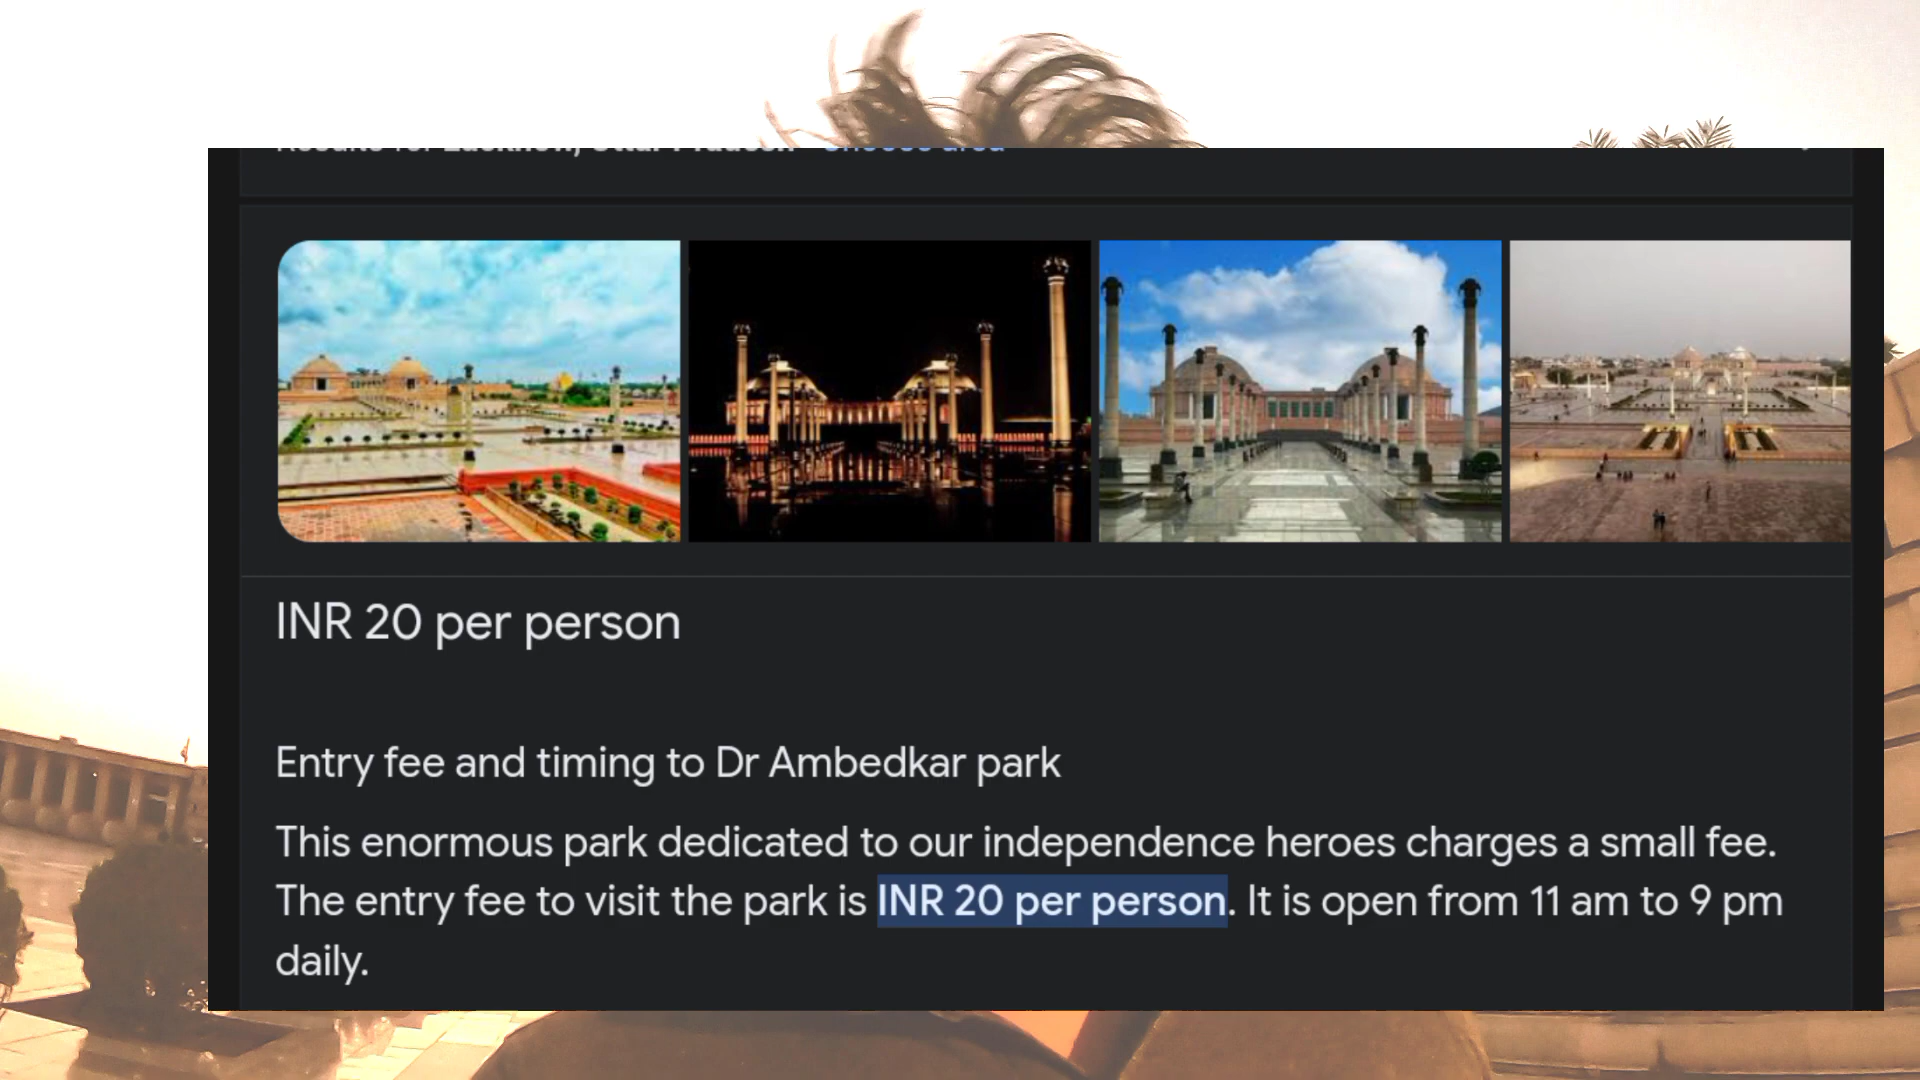 INR 20 per person
Entry fee and timing to Dr Ambedkar park
This enormous park dedicated to our independence heroes charges a small fee.
The entry fee to visit the park is INR 20 per person. It is open from 11 am to 9 pm
daily.